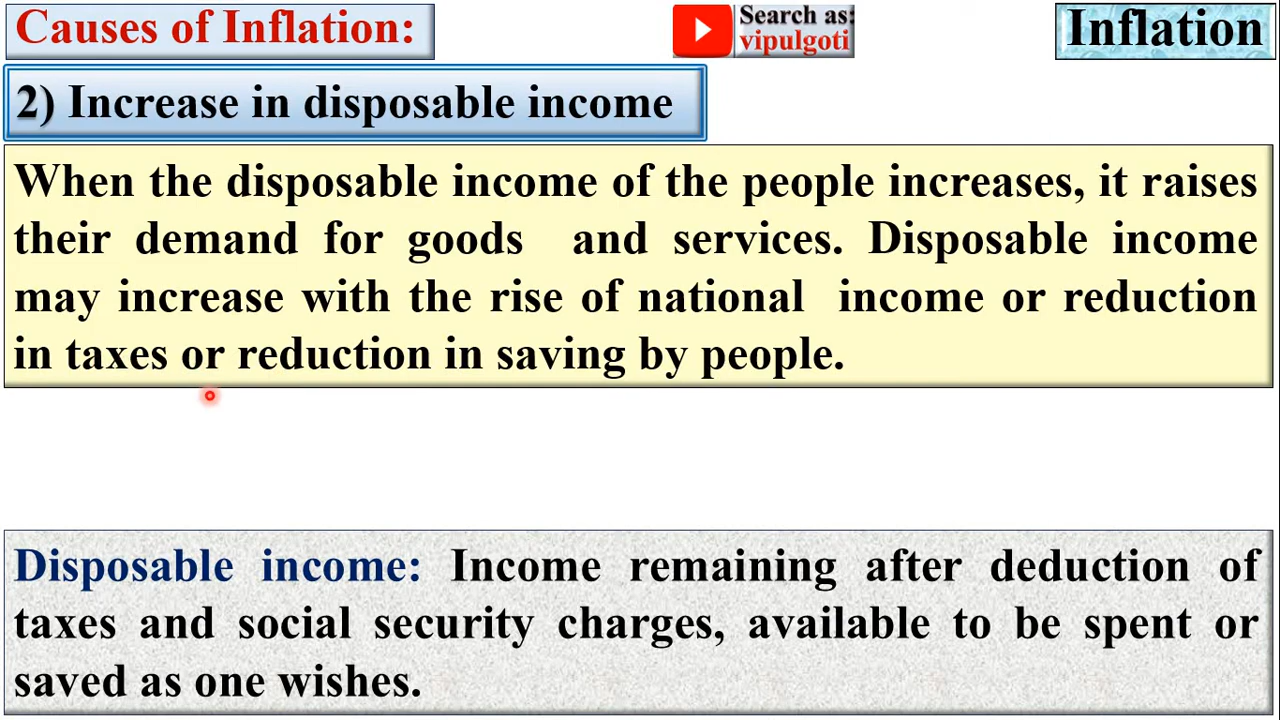 Causes of Inflation:
Search as:
vipulgoti
Inflation
2) Increase in disposable income
When the disposable income of the people increases, it raises
their demand for goods and services. Disposable income
may increase with the rise of national income or reduction
in taxes or reduction in saving by people.
Disposable income: Income remaining after deduction of
taxes and social security charges, available to be spent or
saved as one wishes.